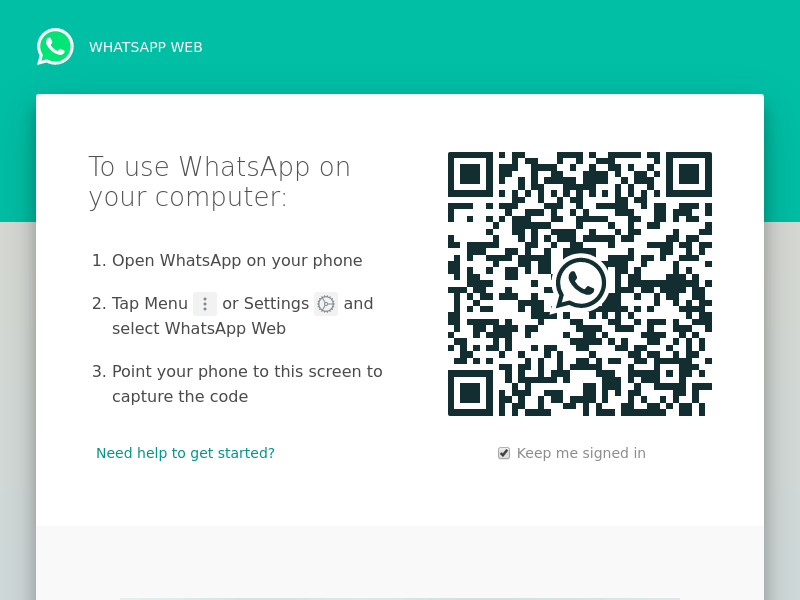 WHATSAPP WEB
To use WhatsApp on
your computer:
1. Open WhatsApp on your phone
2. Tap Menu or Settings and
select WhatsApp Web
3. Point your phone to this screen to
capture the code
Need help to get started?
Keep me signed in